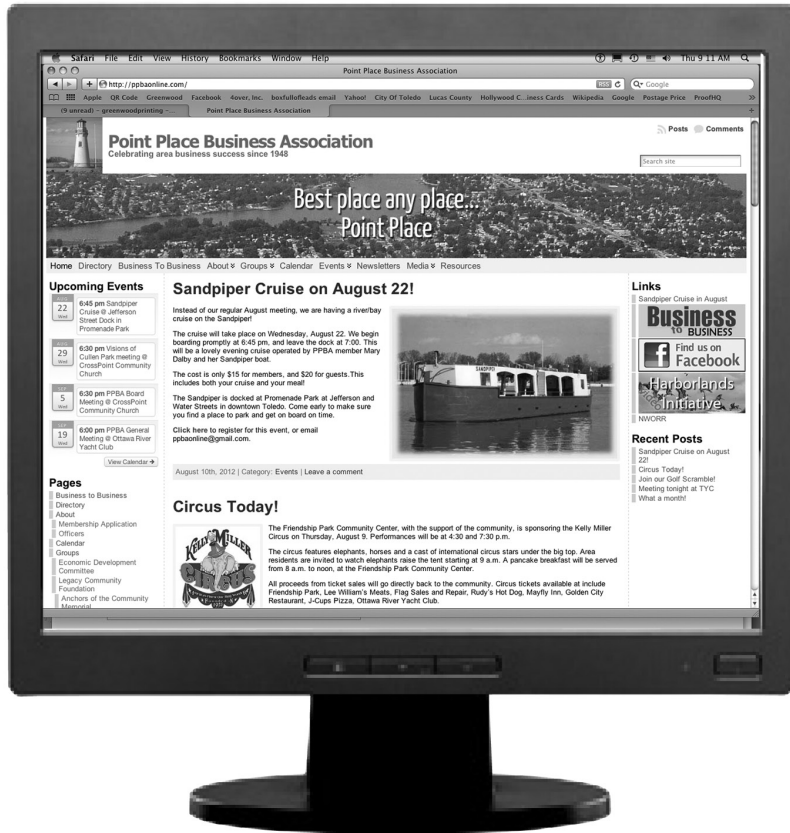 Safari File Edit View History Bookmarks Window Help Thu 9 11 AM
Point Place Business Association
http://ppbaonline.com/ RSS Google
Apple QR Code Greenwood Facebook 4over, Inc. boxfullofleads email Yahoo! City Of Toledo Lucas County Hollywood C...iness Cards Wikipedia Google Postage Price ProofHQ
(9 unread) - greenwoodprinting -... Point Place Business Association
Posts Comments
Point Place Business Association
Celebrating area business success since 1948
Search site
Best place any place...
Point Place
Home Directory Business To Business About Groups Calendar Events Newsletters Media Resources
Upcoming Events
AUG
22
Wed
6:45 pm Sandpiper
Cruise @ Jefferson
Street Dock in
Promenade Park
AUG
29
Wed
6:30 pm Visions of
Cullen Park meeting @
CrossPoint Community
Church
SEP
5
Wed
6:30 pm PPBA Board
Meeting @ CrossPoint
Community Church
SEP
19
Wed
6:00 pm PPBA General
Meeting @ Ottawa River
Yacht Club
View Calendar
Pages
Business to Business
Directory
About
Membership Application
Officers
Calendar
Groups
Economic Development
Committee
Legacy Community
Foundation
Anchors of the Community
Memorial
Sandpiper Cruise on August 22!
Instead of our regular August meeting, we are having a river/bay
cruise on the Sandpiper!
The cruise will take place on Wednesday, August 22. We begin
boarding promptly at 6:45 pm, and leave the dock at 7:00. This
will be a lovely evening cruise operated by PPBA member Mary
Dalby and her Sandpiper boat.
The cost is only $15 for members, and $20 for guests.This
includes both your cruise and your meal!
The Sandpiper is docked at Promenade Park at Jefferson and
Water Streets in downtown Toledo. Come early to make sure
you find a place to park and get on board on time.
Click here to register for this event, or email
ppbaonline@gmail.com.
SANDPIPER
August 10th, 2012 | Category: Events | Leave a comment
Circus Today!
KELLY MILLER
CIRCUS
The Friendship Park Community Center, with the support of the community, is sponsoring the Kelly Miller
Circus on Thursday, August 9. Performances will be at 4:30 and 7:30 p.m.
The circus features elephants, horses and a cast of international circus stars under the big top. Area
residents are invited to watch elephants raise the tent starting at 9 a.m. A pancake breakfast will be served
from 8 a.m. to noon, at the Friendship Park Community Center.
All proceeds from ticket sales will go directly back to the community. Circus tickets available at include
Friendship Park, Lee William's Meats, Flag Sales and Repair, Rudy's Hot Dog, Mayfly Inn, Golden City
Restaurant, J-Cups Pizza, Ottawa River Yacht Club.
Links
Sandpiper Cruise in August
Business
to BUSINESS
Find us on
Facebook
Harborlands
Initiative
NWORR
Recent Posts
Sandpiper Cruise on August
22!
Circus Today!
Join our Golf Scramble!
Meeting tonight at TYC
What a month!